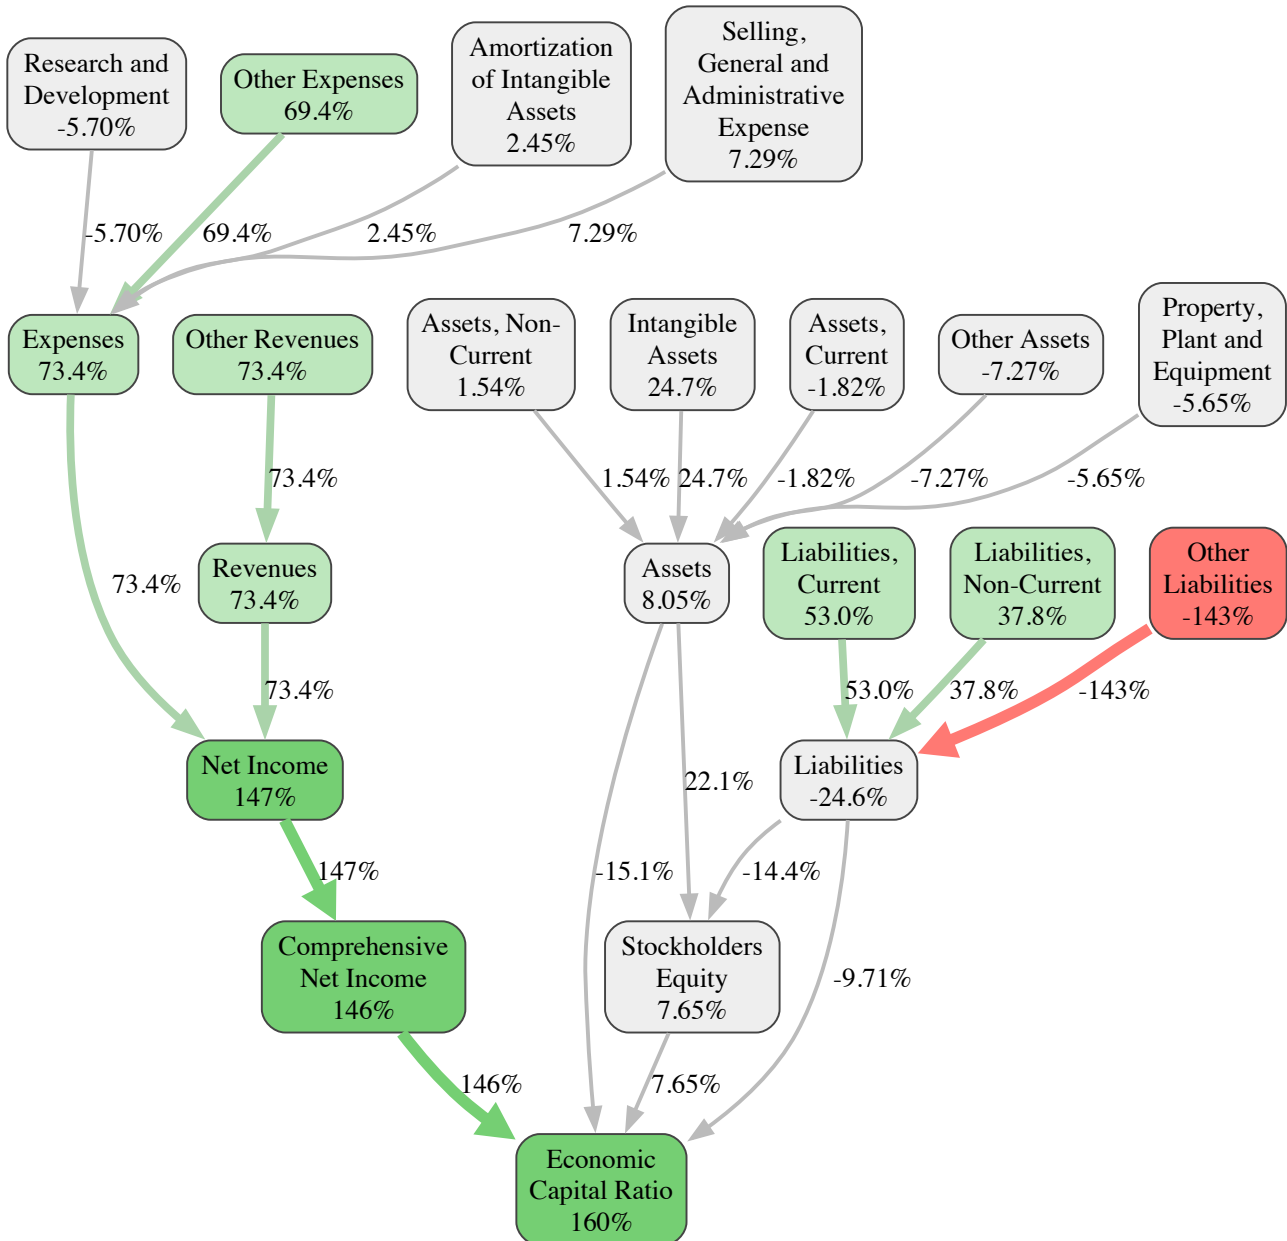 Research and
Development
-5.70%
Other Expenses
69.4%
Amortization
of Intangible
Assets
2.45%
Selling,
General and
Administrative
Expense
7.29%
-5.70%
69.4%
2.45%
7.29%
Expenses
73.4%
Other Revenues
73.4%
Assets, Non-
Current
1.54%
Intangible
Assets
24.7%
Assets,
Current
-1.82%
Other Assets
-7.27%
Property,
Plant and
Equipment
-5.65%
73.4%
1.54%
24.7%
-1.82%
-7.27%
-5.65%
73.4%
Revenues
73.4%
Assets
8.05%
Liabilities,
Current
53.0%
Liabilities,
Non-Current
37.8%
Other
Liabilities
-143%
73.4%
53.0%
37.8%
-143%
Net Income
147%
22.1%
Liabilities
-24.6%
147%
-15.1%
-14.4%
Comprehensive
Net Income
146%
Stockholders
Equity
7.65%
-9.71%
146%
7.65%
Economic
Capital Ratio
160%